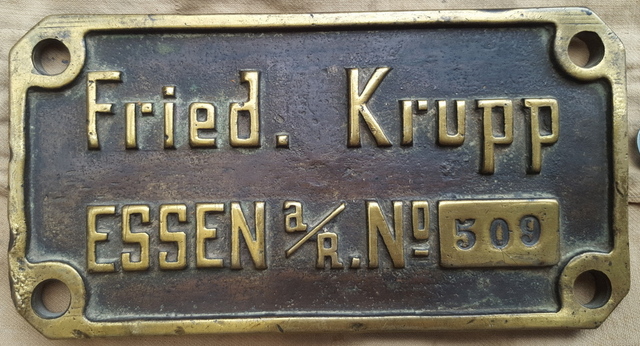 Fried. Krupp
ESSEN a/R. No 509